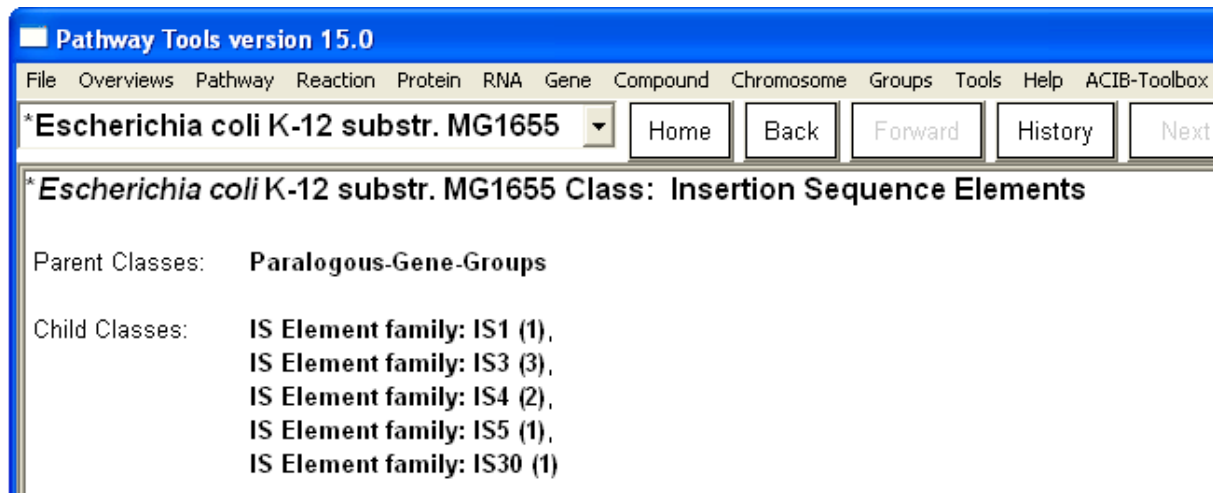 Pathway Tools version 15.0
File Overviews Pathway Reaction Protein RNA Gene Compound Chromosome Groups Tools Help ACIB-Toolbox
*Escherichia coli K-12 substr. MG1655 Home Back Forward History Next
*Escherichia coli K-12 substr. MG1655 Class: Insertion Sequence Elements
Parent Classes: Paralogous-Gene-Groups
Child Classes: IS Element family: IS1 (1),
IS Element family: IS3 (3),
IS Element family: IS4 (2),
IS Element family: IS5 (1),
IS Element family: IS30 (1)